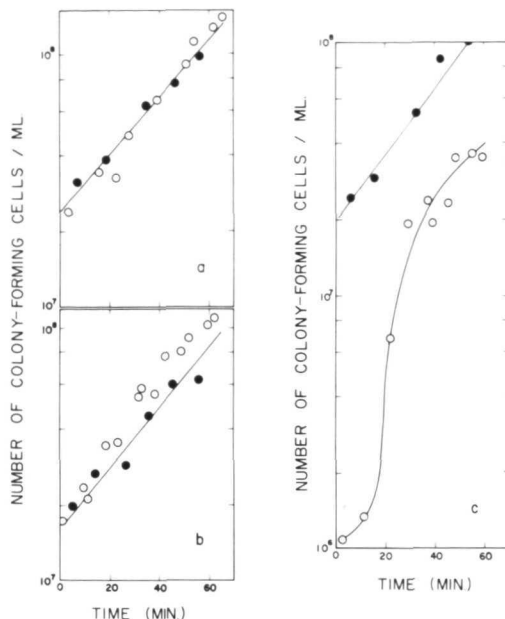 NUMBER OF COLONY-FORMING CELLS / ML.
10⁸
10⁷
a
10⁸
10⁷
b
0 20 40 60
TIME (MIN.)
NUMBER OF COLONY-FORMING CELLS / ML.
10⁸
10⁷
10⁶
c
0 20 40 60
TIME (MIN.)